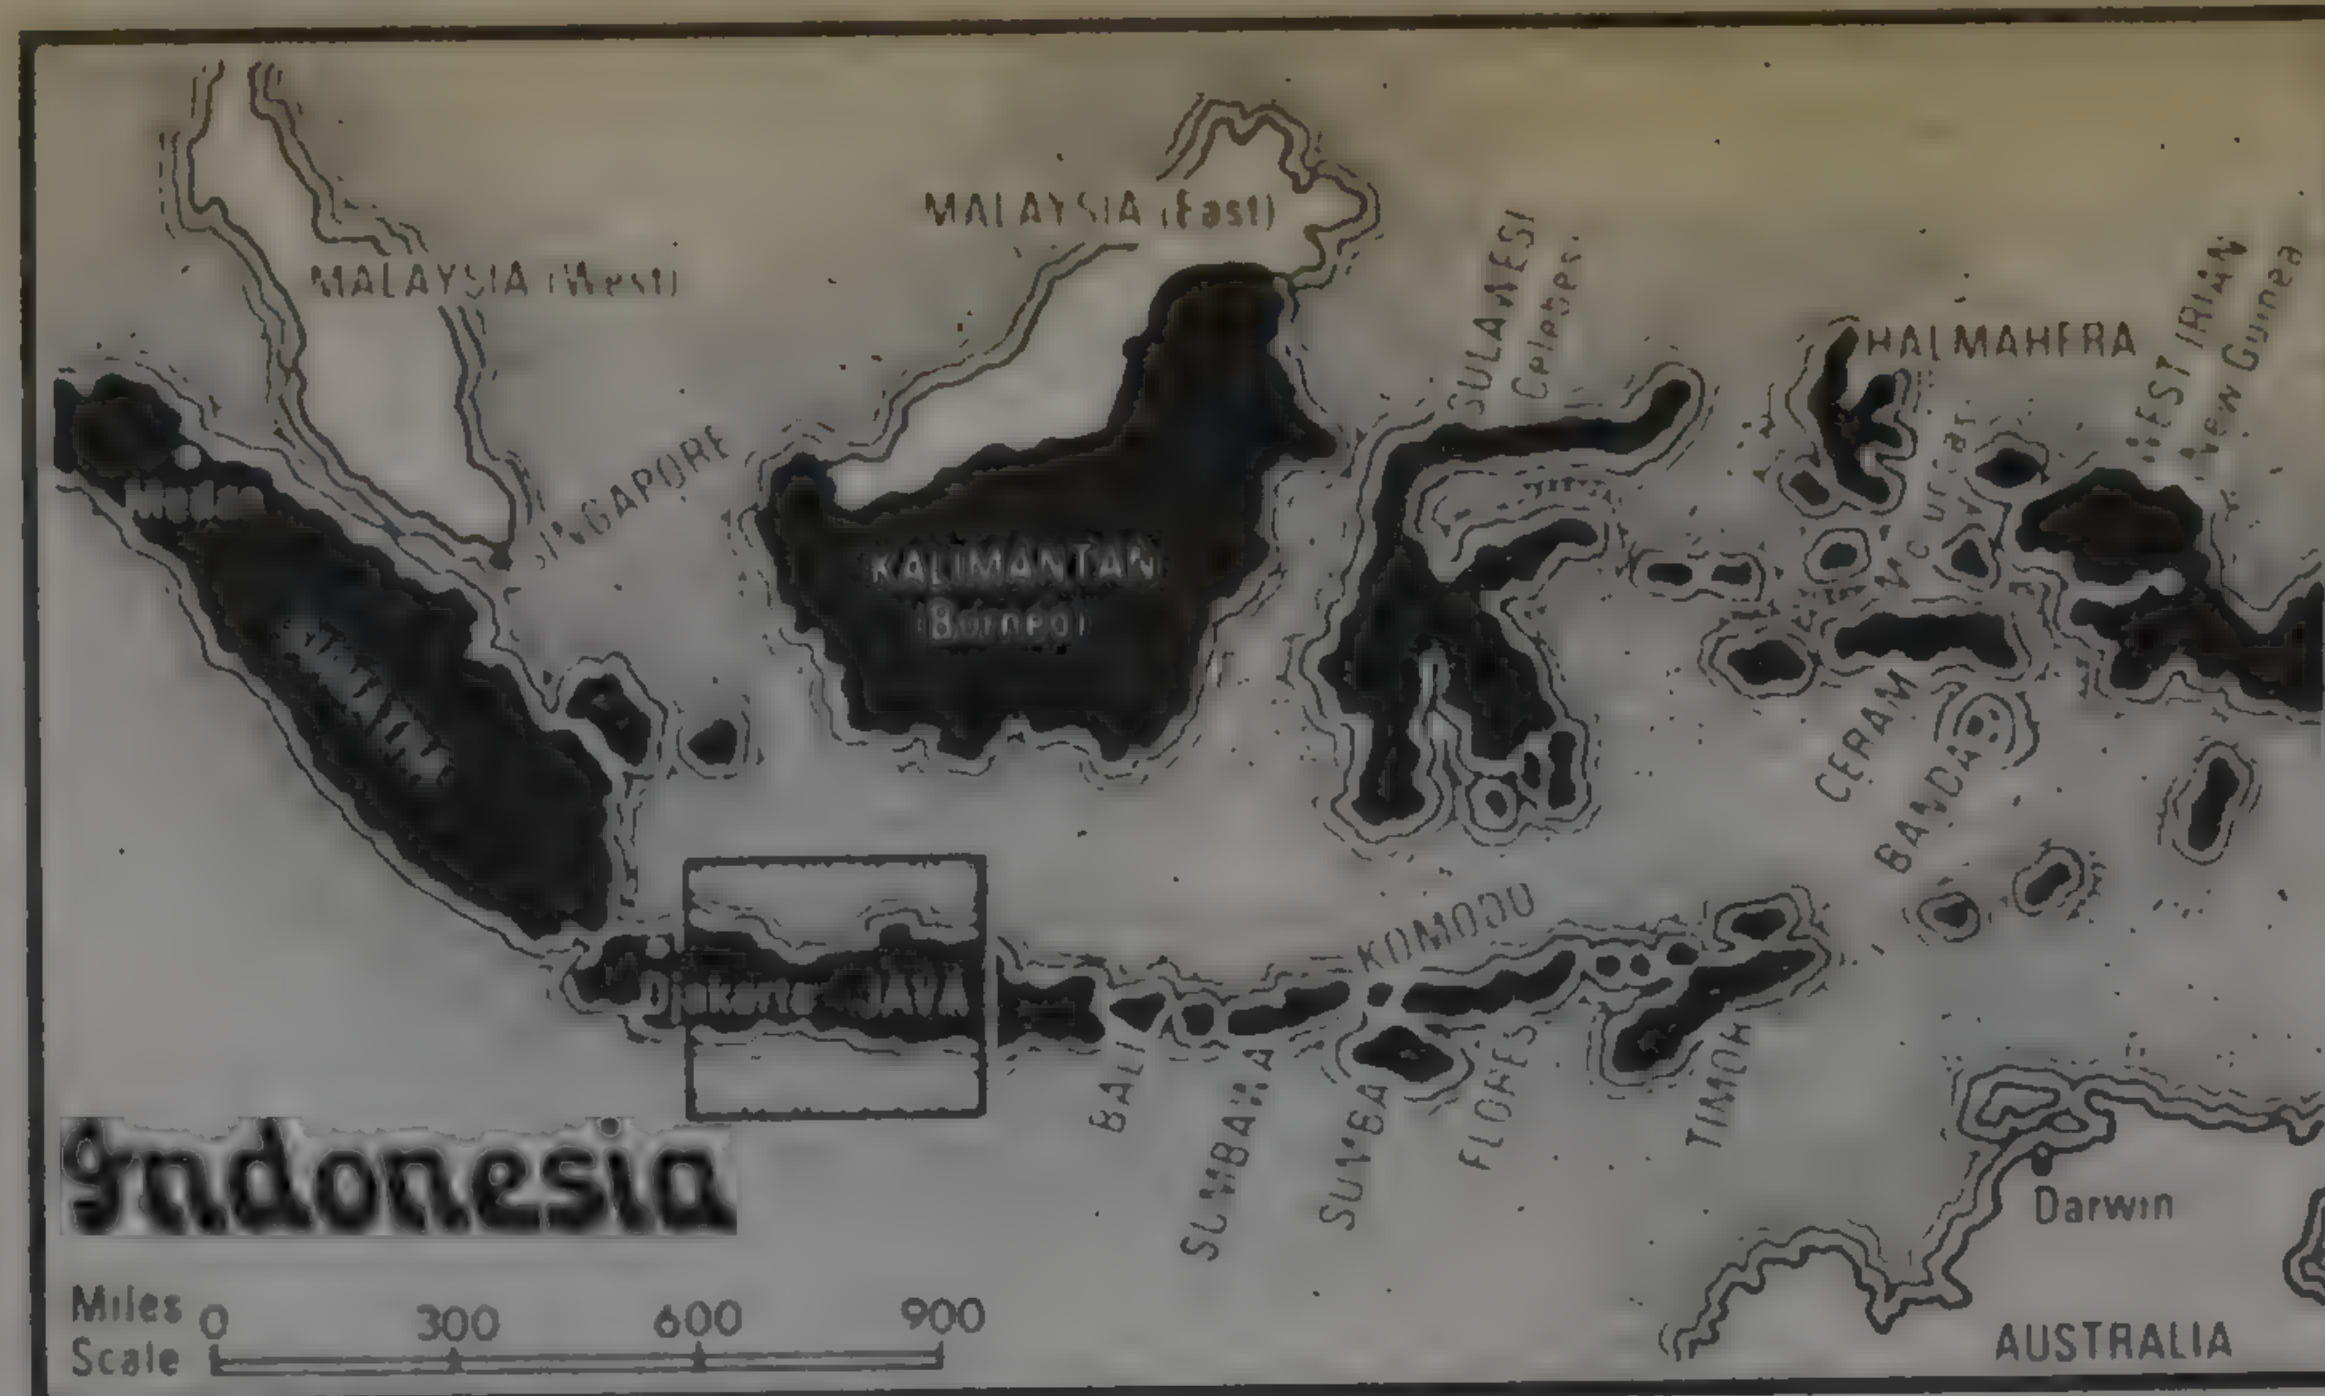 MALAYSIA (East)
MALAYSIA (West)
SULAWESI
Celebes
HALMAHERA
WEST IRIAN
New Guinea
SINGAPORE
Medan
KALIMANTAN
(Borneo)
CERAM
BANDA
KOMODO
Djakarta JAVA
BALI
SUMBAWA
SUMBA
FLORES
TIMOR
Indonesia
Darwin
Miles 0 300 600 900
Scale
AUSTRALIA